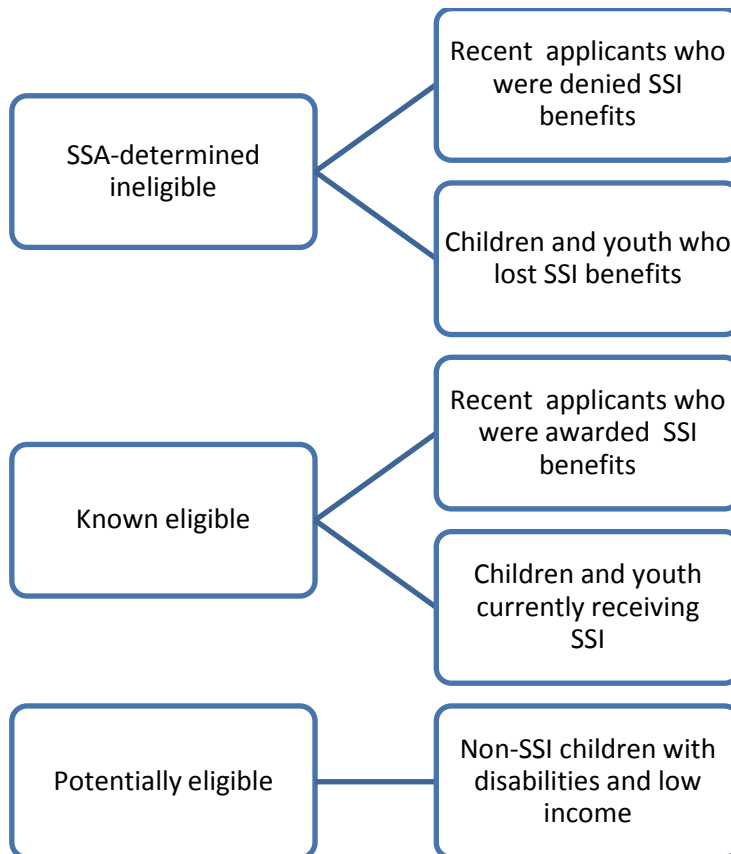 SSA-determined
ineligible
Recent applicants who
were denied SSI
benefits
Children and youth who
lost SSI benefits
Known eligible
Recent applicants who
were awarded SSI
benefits
Children and youth
currently receiving
SSI
Potentially eligible
Non-SSI children with
disabilities and low
income